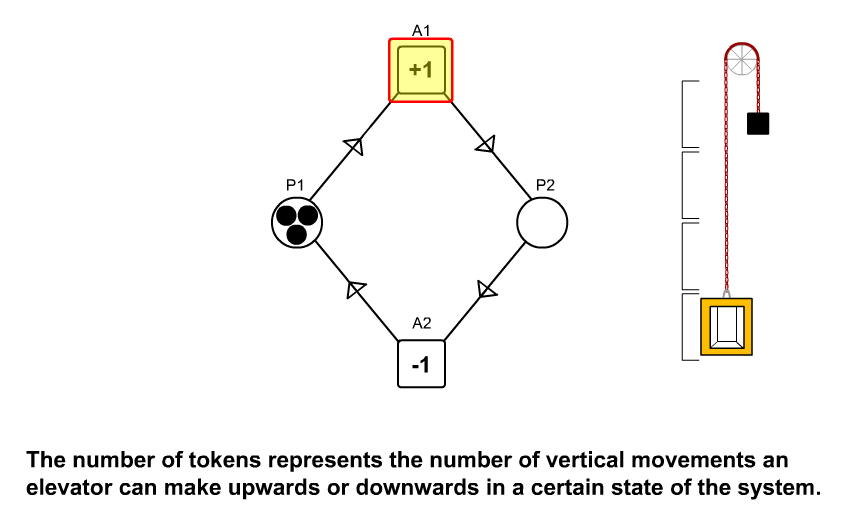 A1
+1
P1
P2
A2
-1
The number of tokens represents the number of vertical movements an
elevator can make upwards or downwards in a certain state of the system.